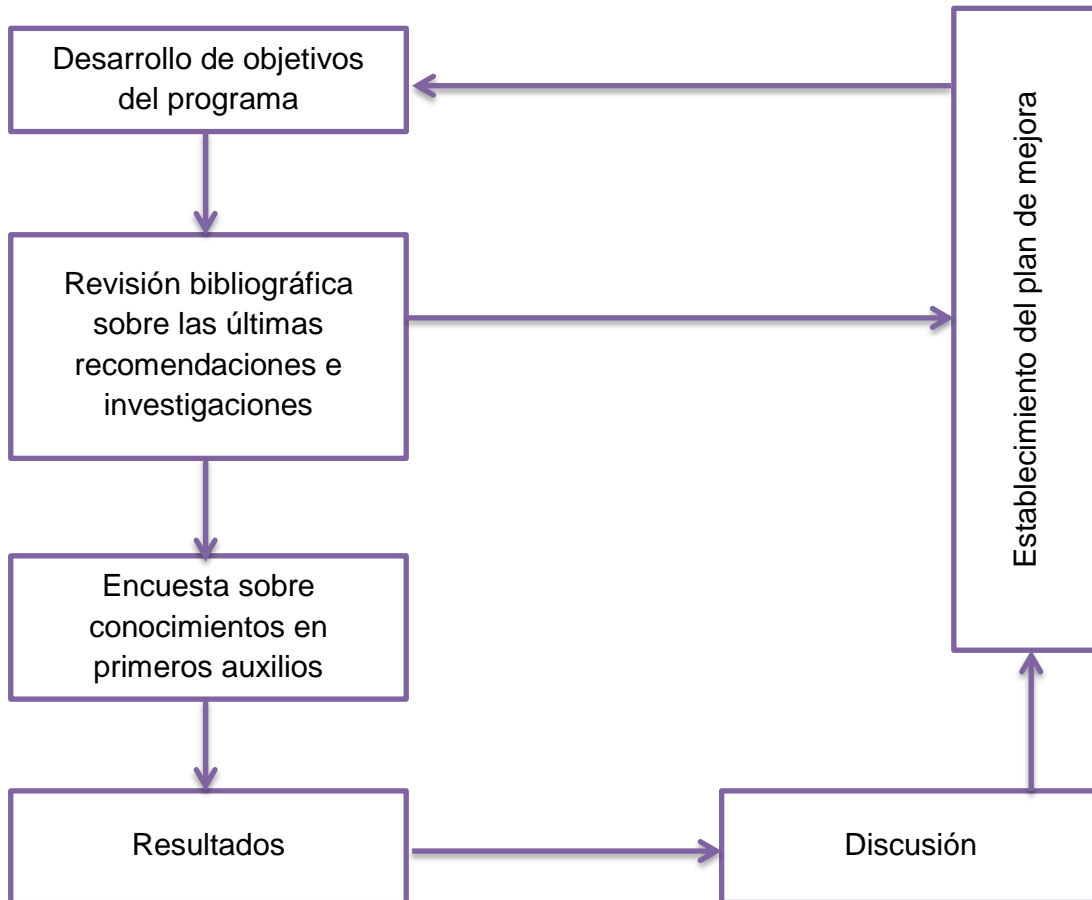 Desarrollo de objetivos
del programa
Establecimiento del plan de mejora
Revisión bibliográfica
sobre las últimas
recomendaciones e
investigaciones
Encuesta sobre
conocimientos en
primeros auxilios
Resultados
Discusión